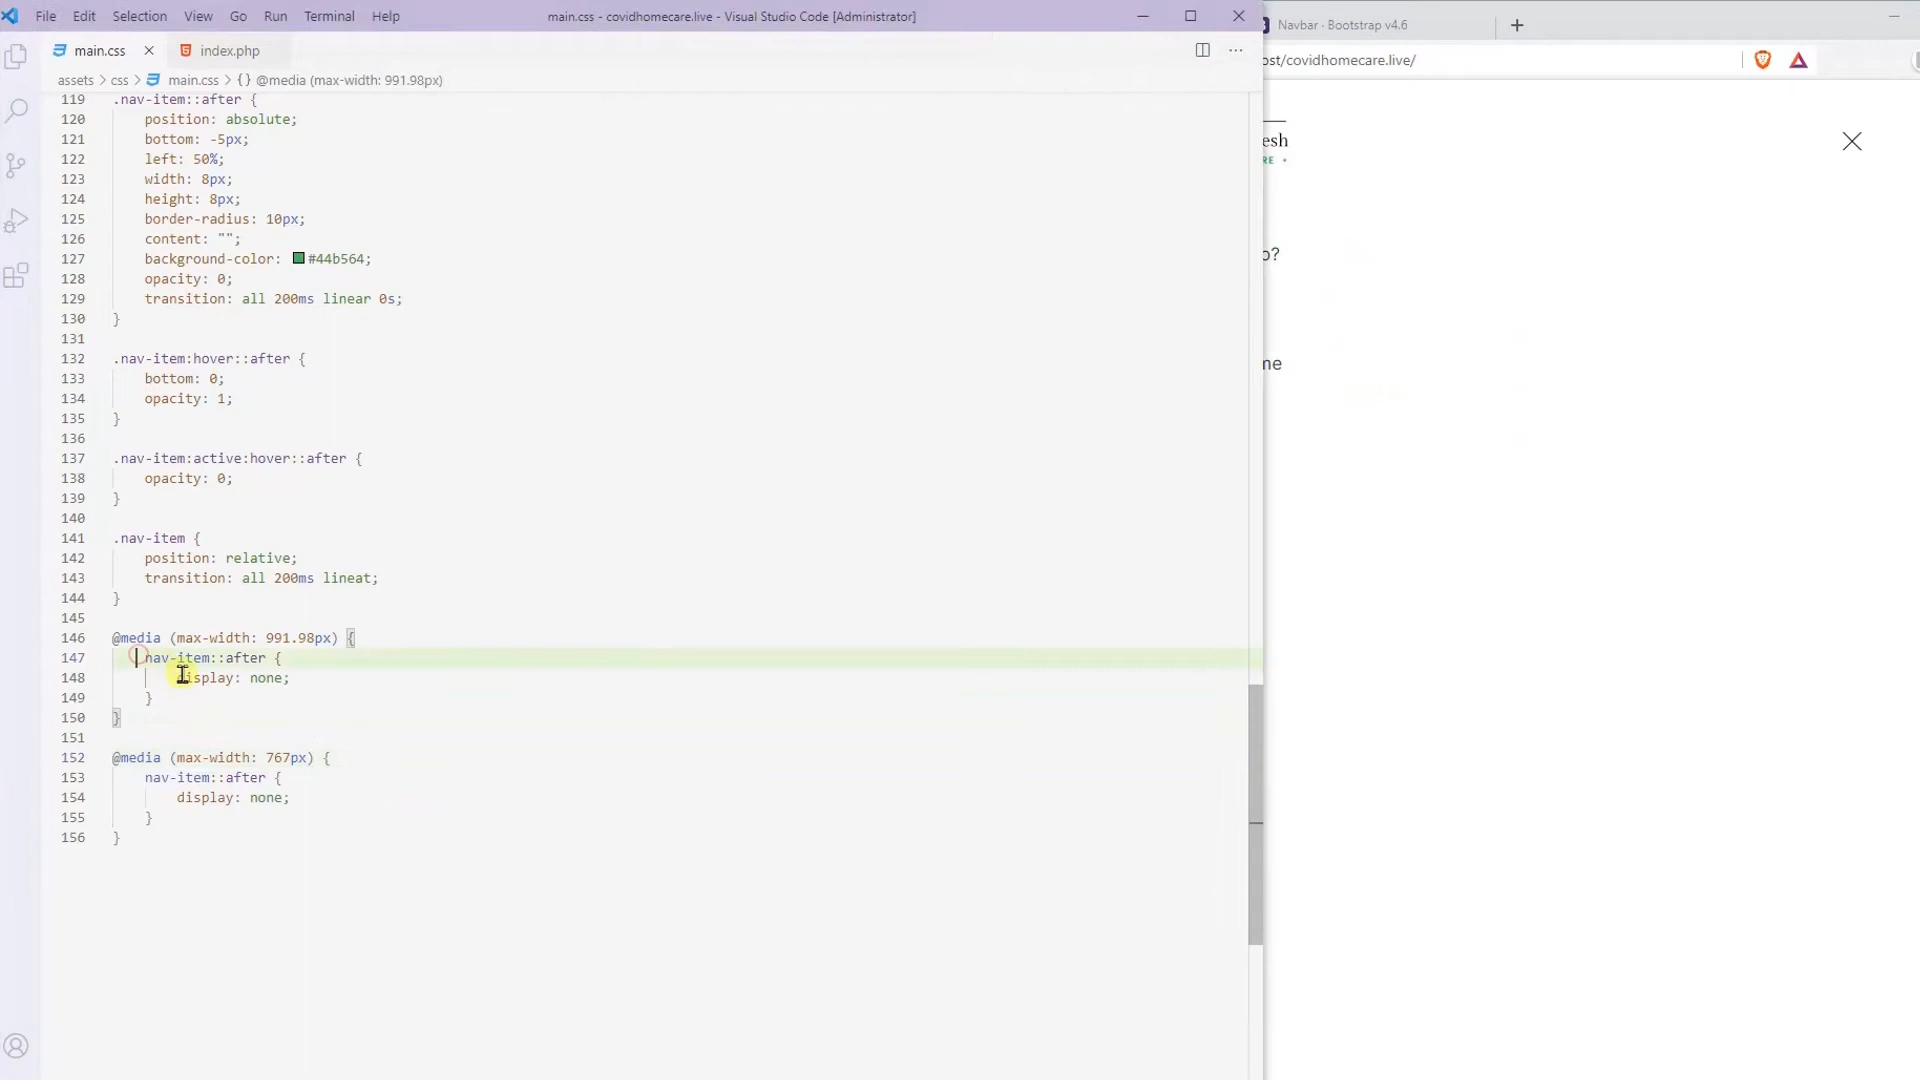 File Edit Selection View Go Run Terminal Help
main.css - covidhomecare.live - Visual Studio Code [Administrator]
main.css
index.php
assets > css > main.css > {} @media (max-width: 991.98px)
119 .nav-item::after {
120 position: absolute;
121 bottom: -5px;
122 left: 50%;
123 width: 8px;
124 height: 8px;
125 border-radius: 10px;
126 content: "";
127 background-color: #44b564;
128 opacity: 0;
129 transition: all 200ms linear 0s;
130 }
131
132 .nav-item:hover::after {
133 bottom: 0;
134 opacity: 1;
135 }
136
137 .nav-item:active:hover::after {
138 opacity: 0;
139 }
140
141 .nav-item {
142 position: relative;
143 transition: all 200ms lineat;
144 }
145
146 @media (max-width: 991.98px) {
147 nav-item::after {
148 display: none;
149 }
150 }
151
152 @media (max-width: 767px) {
153 nav-item::after {
154 display: none;
155 }
156 }
Navbar · Bootstrap v4.6
ost/covidhomecare.live/
esh
RE •
o?
me